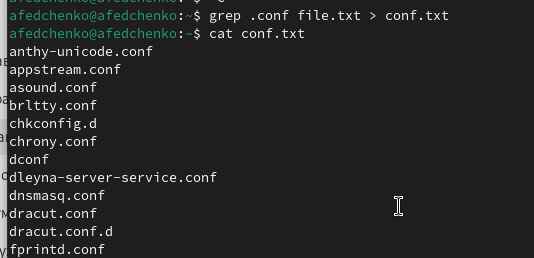 afedchenko@afedchenko:~$ grep .conf file.txt > conf.txt
afedchenko@afedchenko:~$ cat conf.txt
anthy-unicode.conf
appstream.conf
asound.conf
brltty.conf
chkconfig.d
chrony.conf
dconf
dleyna-server-service.conf
dnsmasq.conf
dracut.conf
dracut.conf.d
fprintd.conf